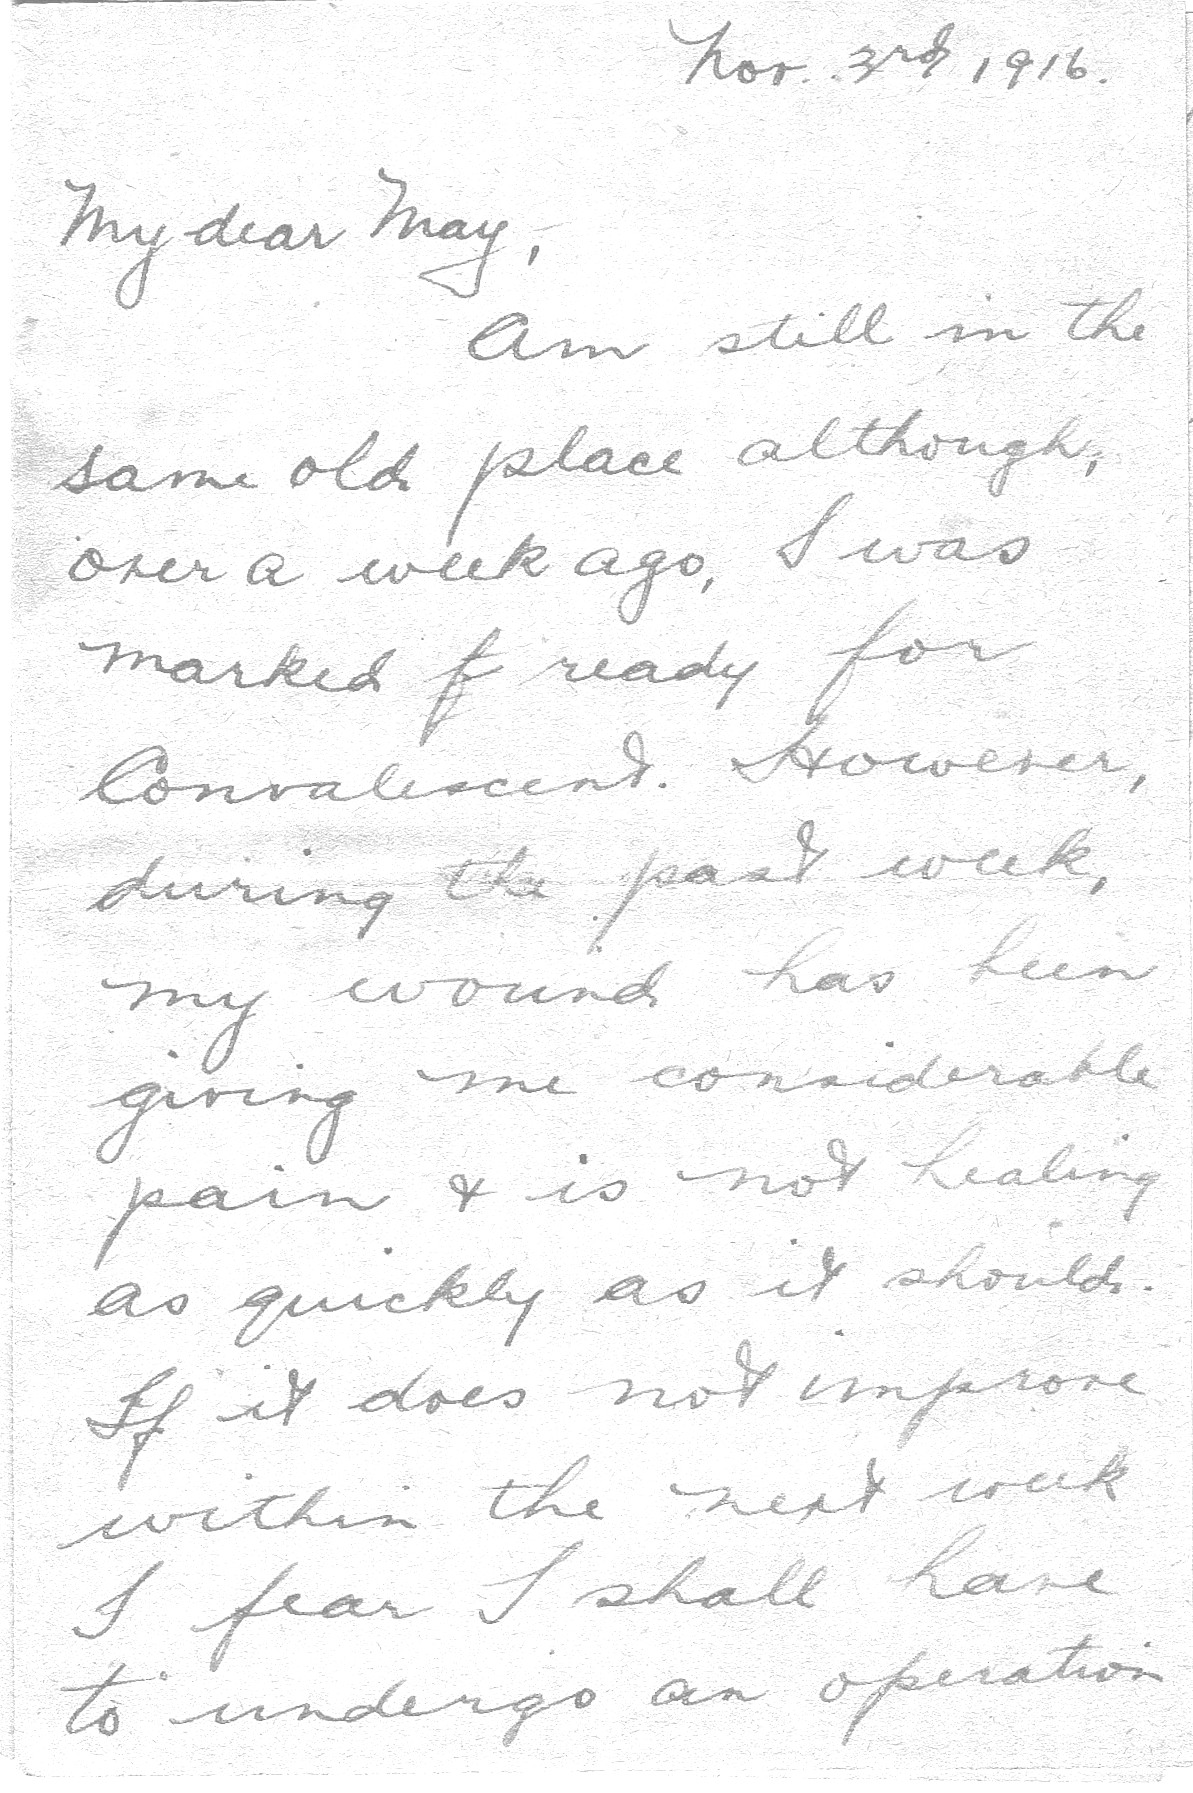 Nov. 3rd 1916.
My dear May,
Am still in the
same old place although,
over a week ago, I was
marked f ready for
Convalescent. However,
during the past week,
my wound has been
giving me considerable
pain & is not healing
as quickly as it should.
If it does not improve
within the next week
I fear I shall have
to undergo an operation